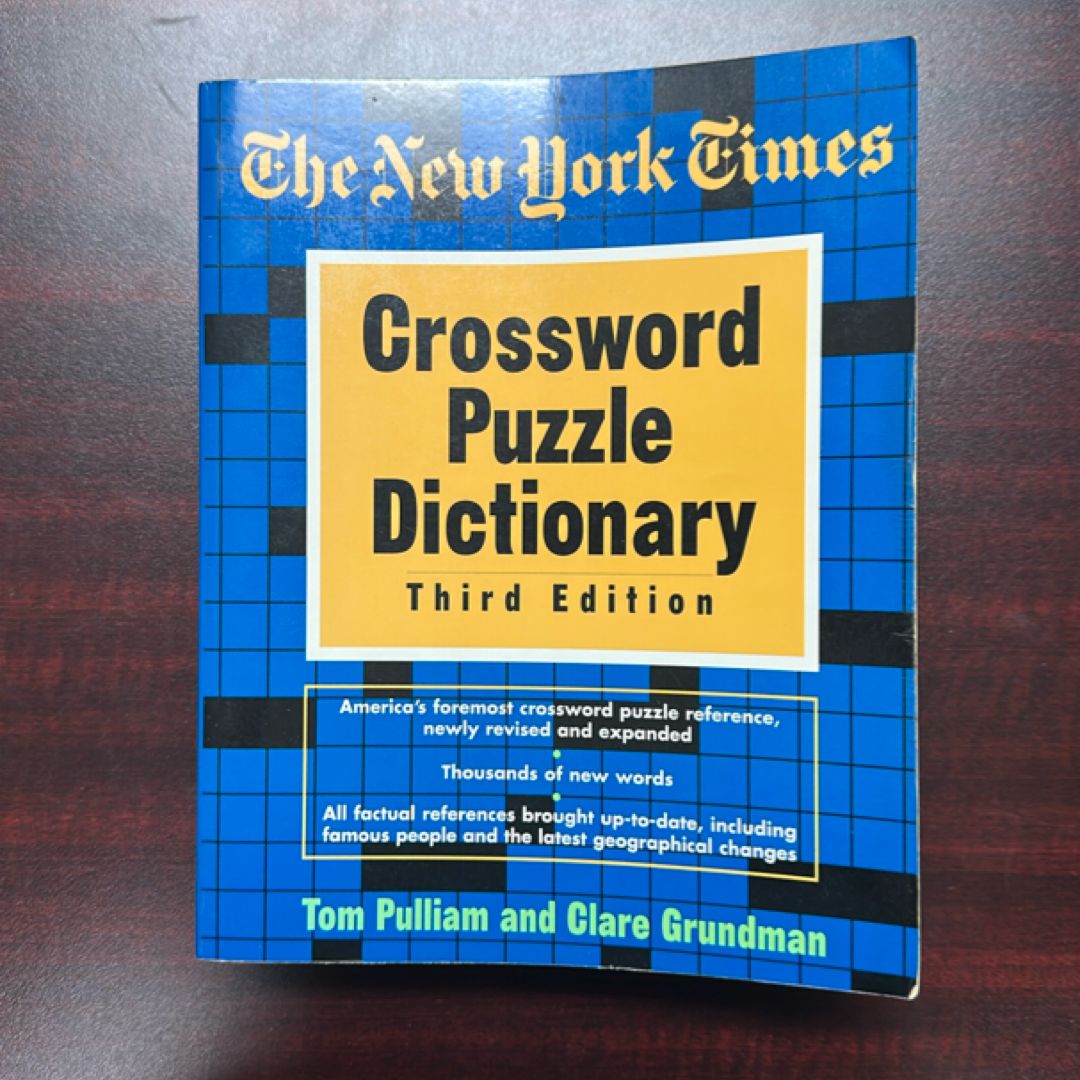 The New York Times
Crossword
Puzzle
Dictionary
Third Edition
America's foremost crossword puzzle reference,
newly revised and expanded
Thousands of new words
All factual references brought up-to-date, including
famous people and the latest geographical changes
Tom Pulliam and Clare Grundman